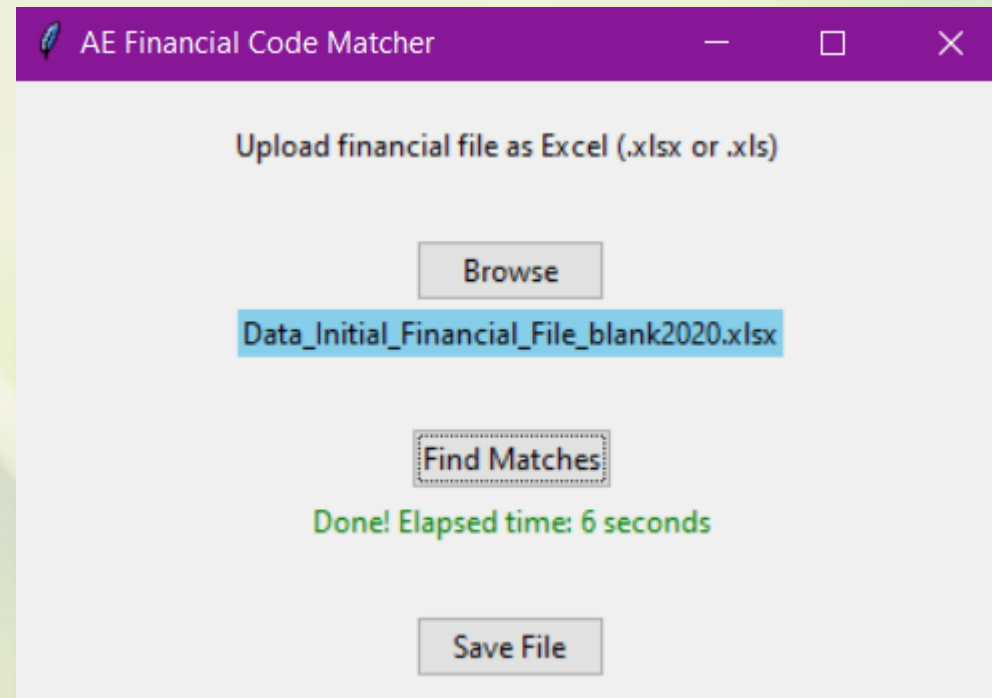 AE Financial Code Matcher
Upload financial file as Excel (.xlsx or .xls)
Browse
Data_Initial_Financial_File_blank2020.xlsx
Find Matches
Done! Elapsed time: 6 seconds
Save File